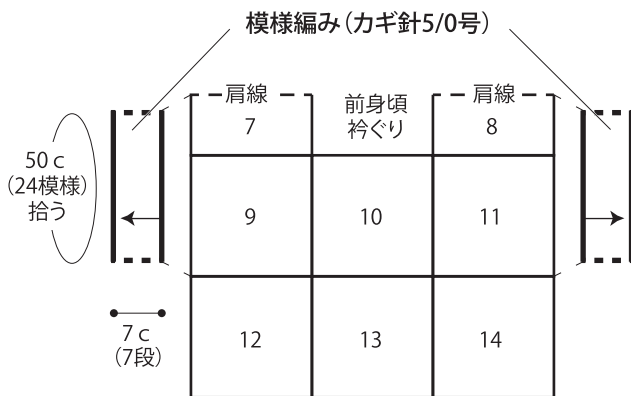 模様編み(カギ針5/0号)
肩線
前身頃
衿ぐり
肩線
7
8
50c
(24模様)
拾う
9
10
11
7c
(7段)
12
13
14